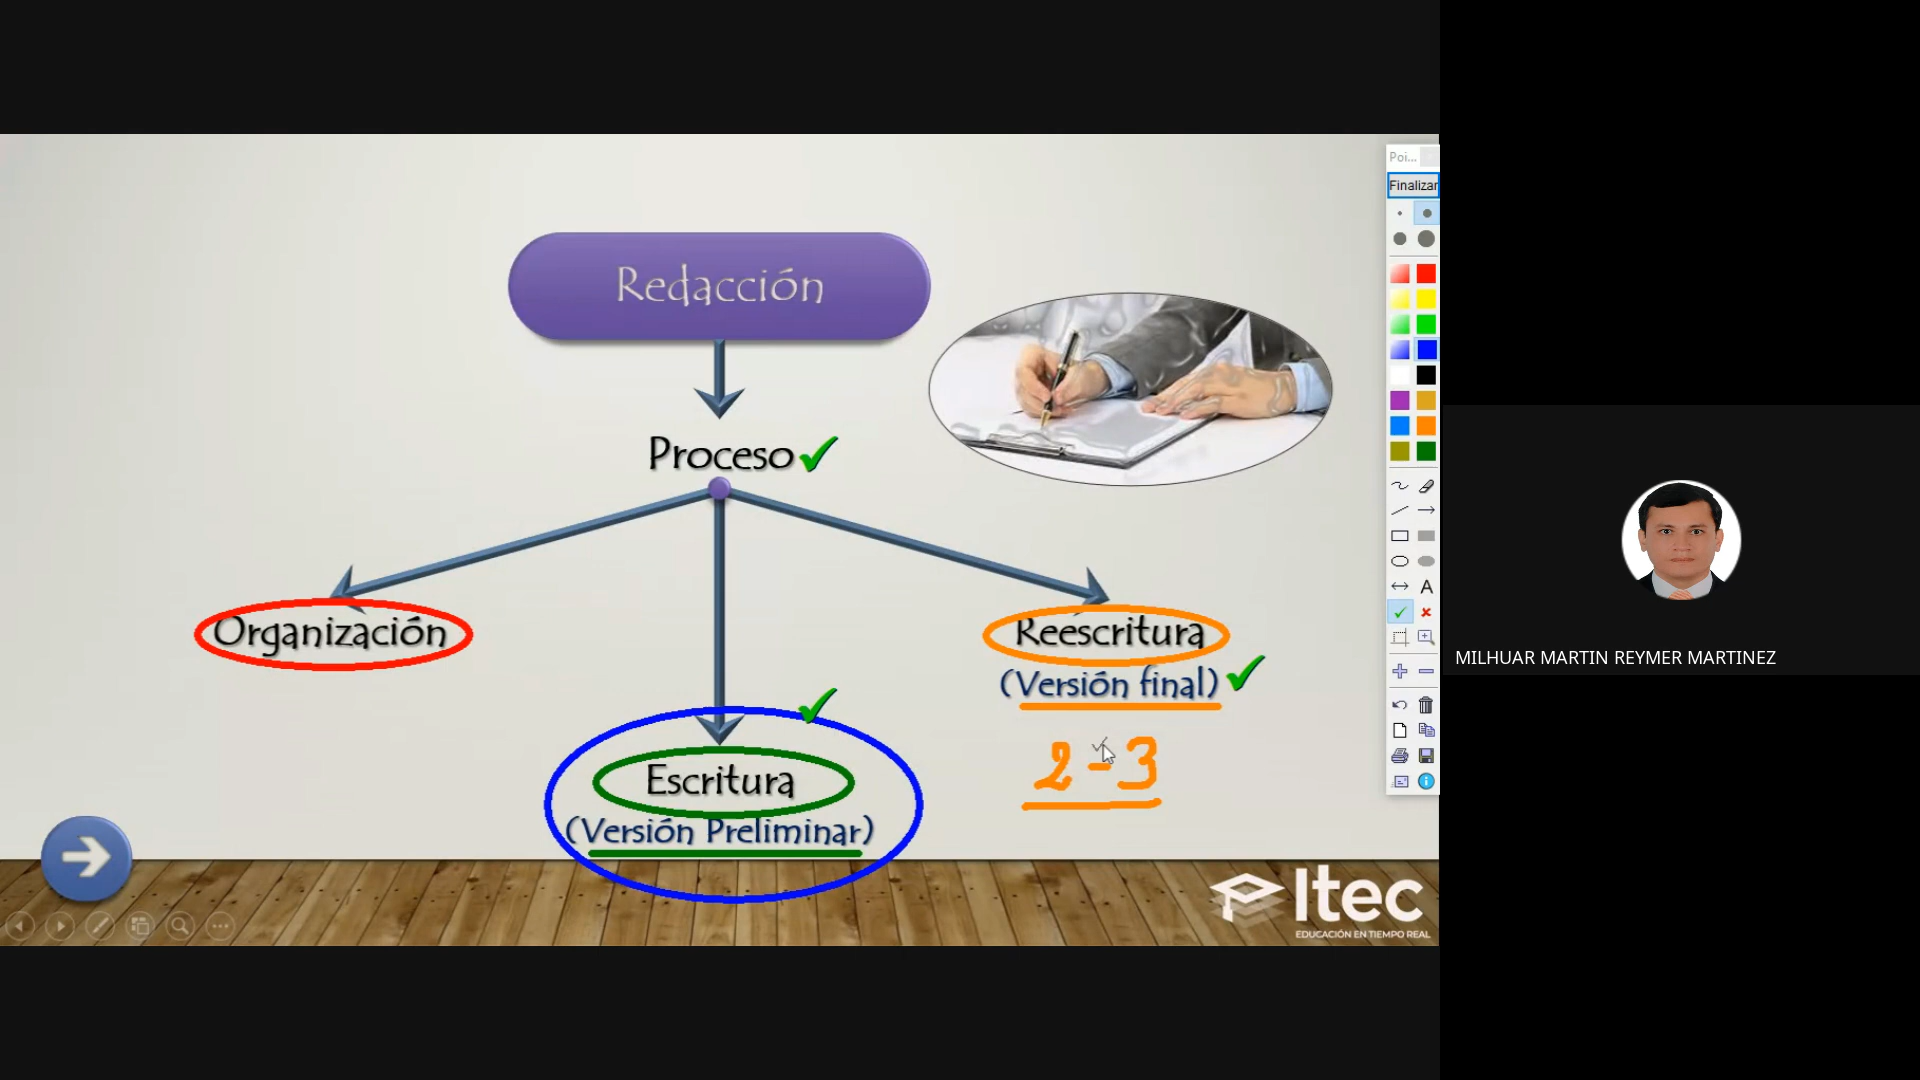 Poi...
Finalizar
Redacción
Proceso
Organización
Reescritura
(Versión final)
2-3
Escritura
(Versión Preliminar)
Itec
EDUCACIÓN EN TIEMPO REAL
A
MILHUAR MARTIN REYMER MARTINEZ